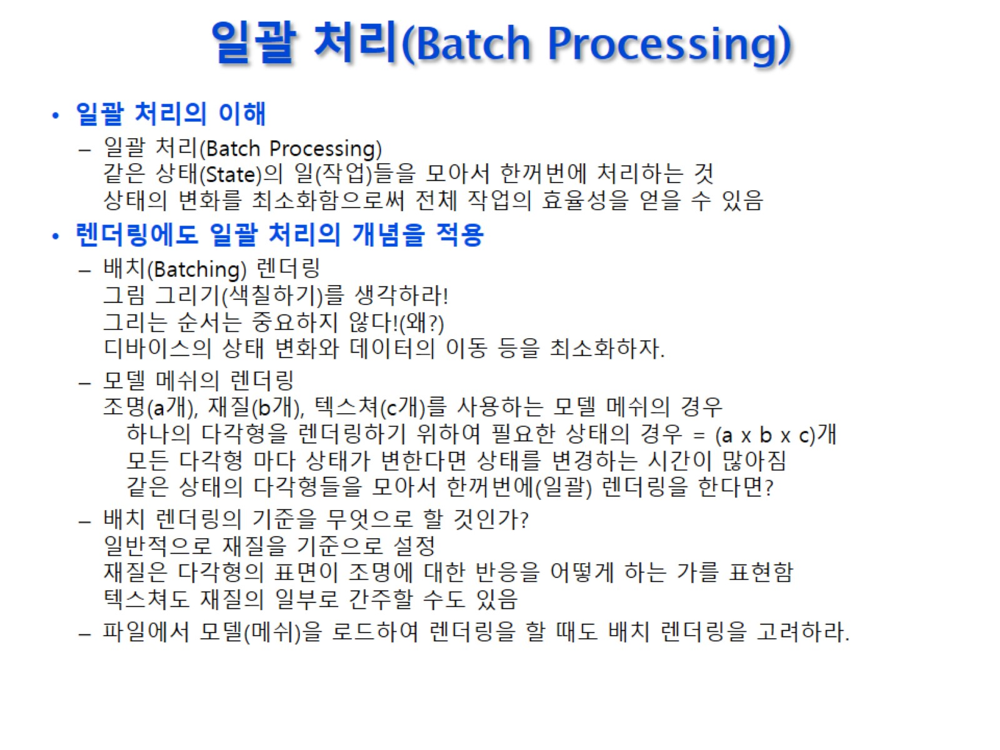 일괄 처리(Batch Processing)
• 일괄 처리의 이해
– 일괄 처리(Batch Processing)
같은 상태(State)의 일(작업)들을 모아서 한꺼번에 처리하는 것
상태의 변화를 최소화함으로써 전체 작업의 효율성을 얻을 수 있음
• 렌더링에도 일괄 처리의 개념을 적용
– 배치(Batching) 렌더링
그림 그리기(색칠하기)를 생각하라!
그리는 순서는 중요하지 않다!(왜?)
디바이스의 상태 변화와 데이터의 이동 등을 최소화하자.
– 모델 메쉬의 렌더링
조명(a개), 재질(b개), 텍스쳐(c개)를 사용하는 모델 메쉬의 경우
하나의 다각형을 렌더링하기 위하여 필요한 상태의 경우 = (a x b x c)개
모든 다각형 마다 상태가 변한다면 상태를 변경하는 시간이 많아짐
같은 상태의 다각형들을 모아서 한꺼번에(일괄) 렌더링을 한다면?
– 배치 렌더링의 기준을 무엇으로 할 것인가?
일반적으로 재질을 기준으로 설정
재질은 다각형의 표면이 조명에 대한 반응을 어떻게 하는 가를 표현함
텍스쳐도 재질의 일부로 간주할 수도 있음
– 파일에서 모델(메쉬)을 로드하여 렌더링을 할 때도 배치 렌더링을 고려하라.